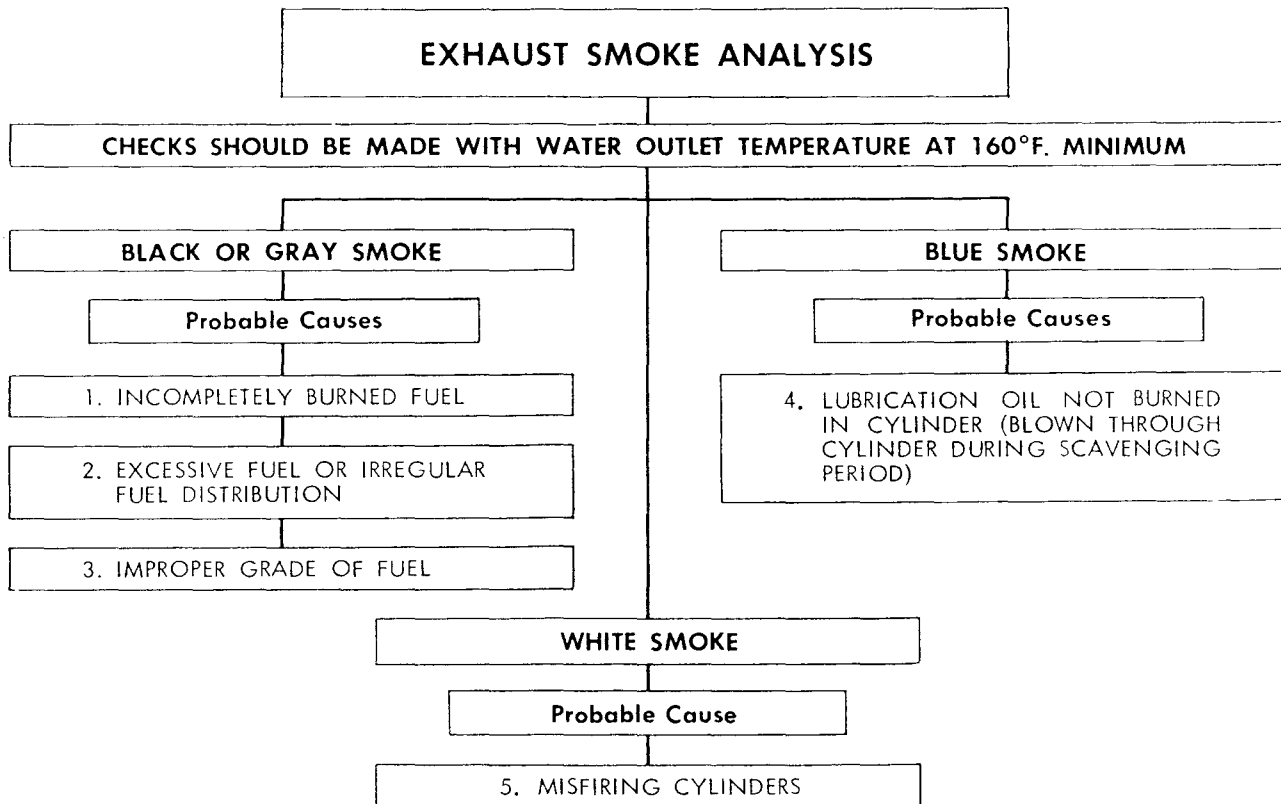 EXHAUST SMOKE ANALYSIS
CHECKS SHOULD BE MADE WITH WATER OUTLET TEMPERATURE AT 160°F. MINIMUM
BLACK OR GRAY SMOKE
Probable Causes
1. INCOMPLETELY BURNED FUEL
2. EXCESSIVE FUEL OR IRREGULAR
FUEL DISTRIBUTION
3. IMPROPER GRADE OF FUEL
BLUE SMOKE
Probable Causes
4. LUBRICATION OIL NOT BURNED
IN CYLINDER (BLOWN THROUGH
CYLINDER DURING SCAVENGING
PERIOD)
WHITE SMOKE
Probable Cause
5. MISFIRING CYLINDERS